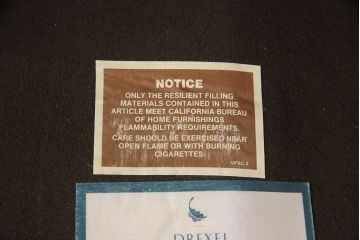 NOTICE
ONLY THE RESILIENT FILLING
MATERIALS CONTAINED IN THIS
ARTICLE MEET CALIFORNIA BUREAU
OF HOME FURNISHINGS
FLAMMABILITY REQUIREMENTS.
CARE SHOULD BE EXERCISED NEAR
OPEN FLAME OR WITH BURNING
CIGARETTES.
DREXEL